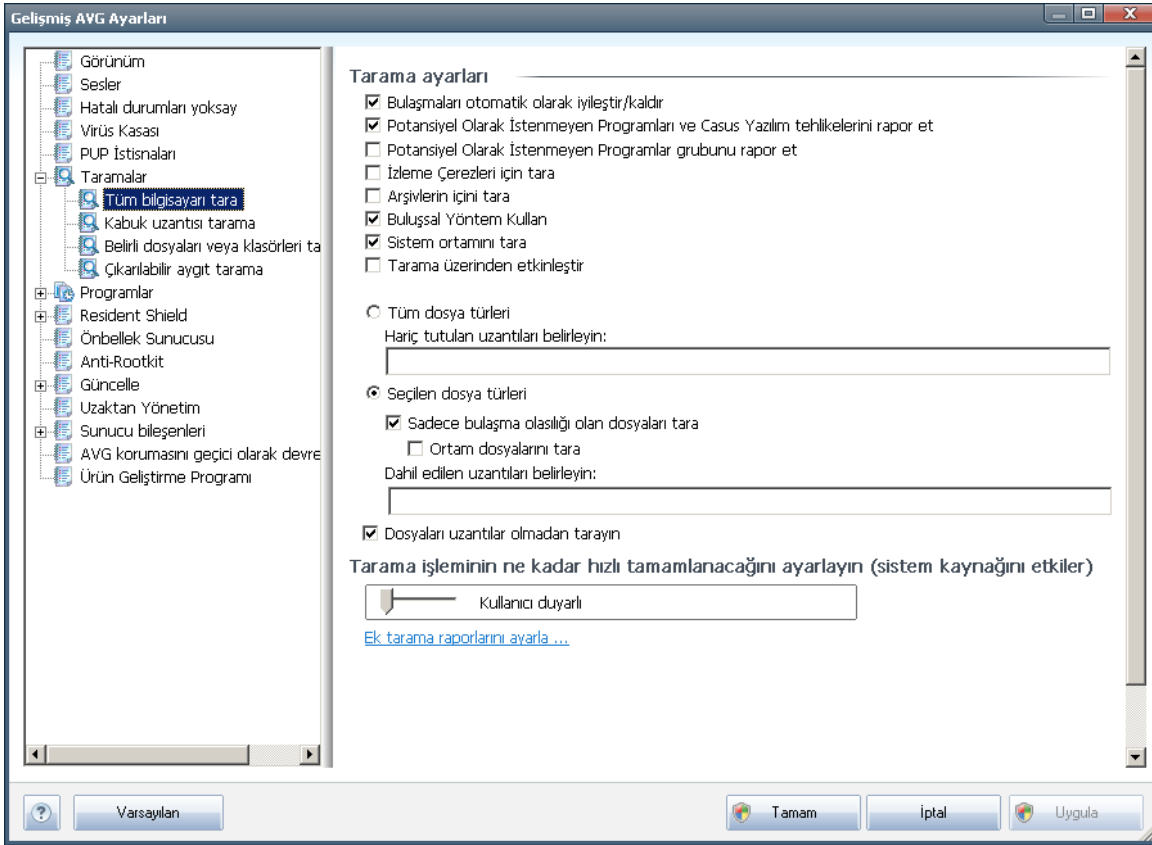 Gelişmiş AVG Ayarları
Görünüm
Sesler
Hatalı durumları yoksay
Virüs Kasası
PUP İstisnaları
Taramalar
Tüm bilgisayarı tara
Kabuk uzantısı tarama
Belirli dosyaları veya klasörleri ta
Çıkarılabilir aygıt tarama
Programlar
Resident Shield
Önbellek Sunucusu
Anti-Rootkit
Güncelle
Uzaktan Yönetim
Sunucu bileşenleri
AVG korumasını geçici olarak devre
Ürün Geliştirme Programı
Tarama ayarları
Bulaşmaları otomatik olarak iyileştir/kaldır
Potansiyel Olarak İstenmeyen Programları ve Casus Yazılım tehlikelerini rapor et
Potansiyel Olarak İstenmeyen Programlar grubunu rapor et
İzleme Çerezleri için tara
Arşivlerin içini tara
Buluşsal Yöntem Kullan
Sistem ortamını tara
Tarama üzerinden etkinleştir
Tüm dosya türleri
Hariç tutulan uzantıları belirleyin:
Seçilen dosya türleri
Sadece bulaşma olasılığı olan dosyaları tara
Ortam dosyalarını tara
Dahil edilen uzantıları belirleyin:
Dosyaları uzantılar olmadan tarayın
Tarama işleminin ne kadar hızlı tamamlanacağını ayarlayın (sistem kaynağını etkiler)
Kullanıcı duyarlı
Ek tarama raporlarını ayarla ...
? Varsayılan Tamam İptal Uygula